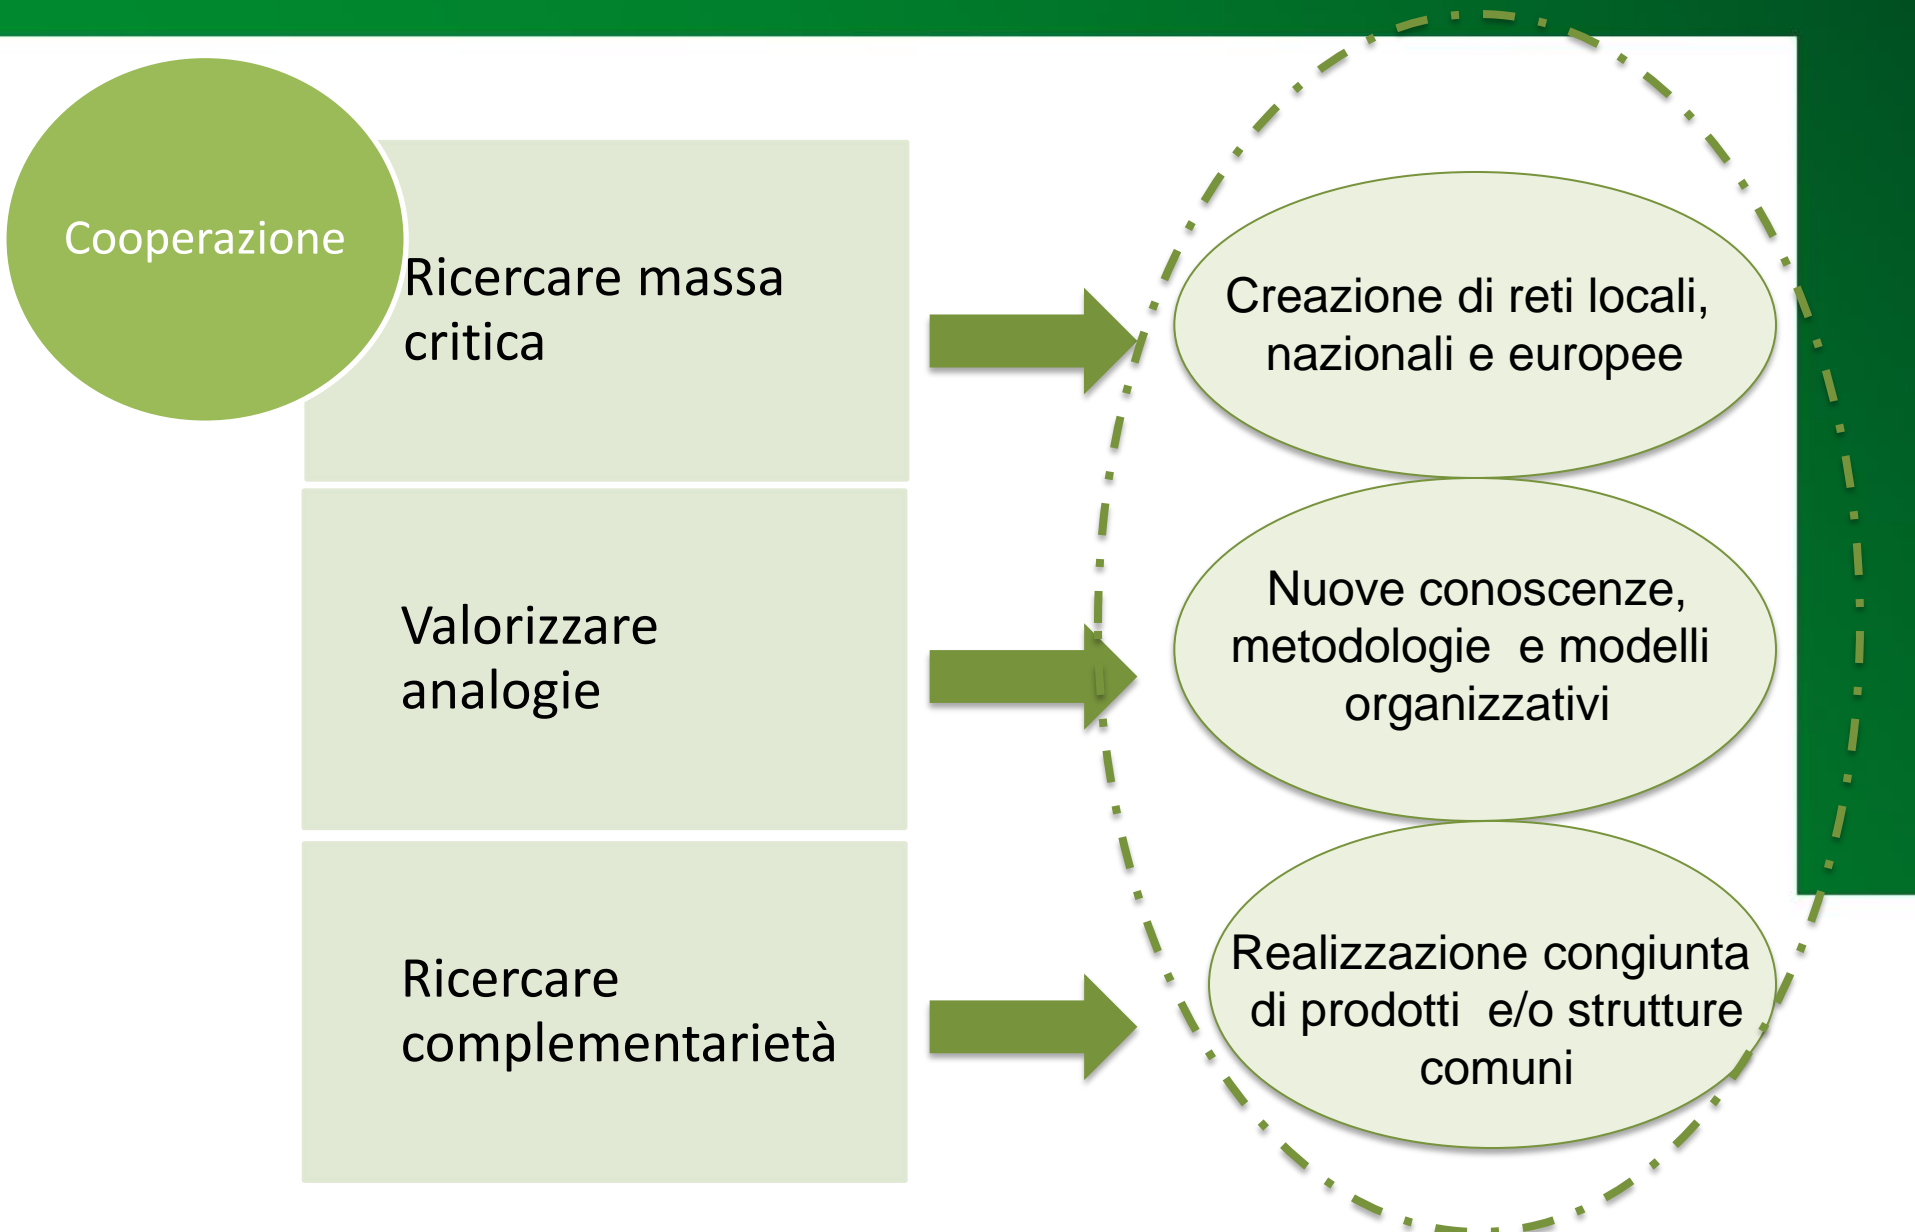 Cooperazione
Ricercare massa
critica
Creazione di reti locali,
nazionali e europee
Valorizzare
analogie
Nuove conoscenze,
metodologie  e modelli
organizzativi
Ricercare
complementarietà
Realizzazione congiunta
di prodotti  e/o strutture
comuni